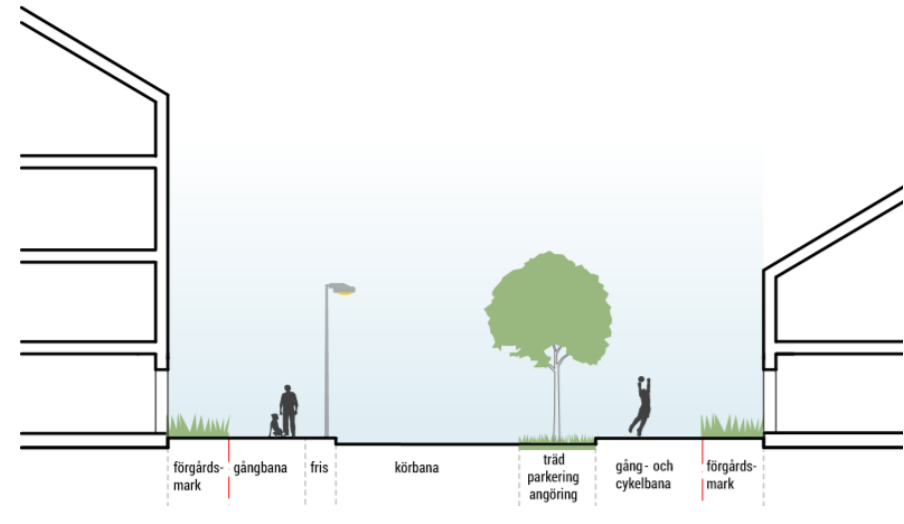 förgårds-
mark
gångbana
fris
körbana
träd
parkering
angöring
gång - och
cykelbana
förgårds-
mark